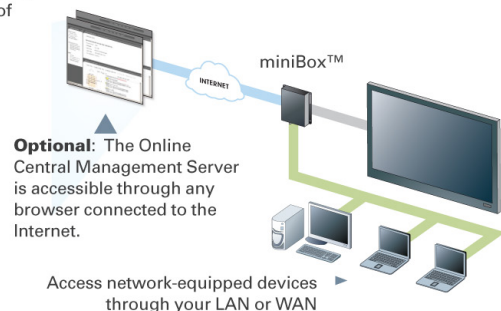 of
INTERNET
miniBox™
Optional: The Online
Central Management Server
is accessible through any
browser connected to the
Internet.
Access network-equipped devices
through your LAN or WAN